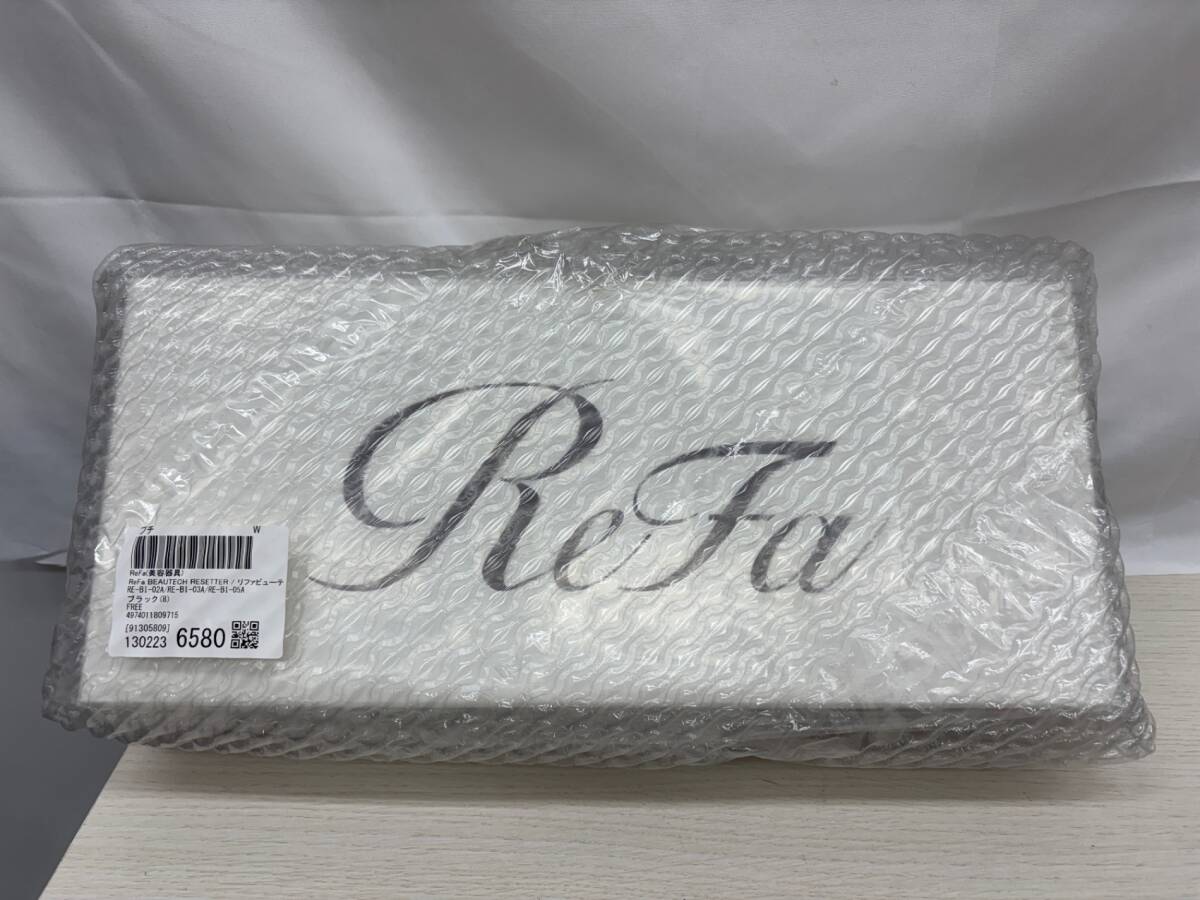 ReFa
プチ W
ReFa(美容器具)
ReFa BEAUTECH RESETTER / リファビューテ
RE-BI-02A/RE-BI-03A/RE-BI-05A
ブラック(B)
FREE
4974011809715
[91305809]
130223 6580